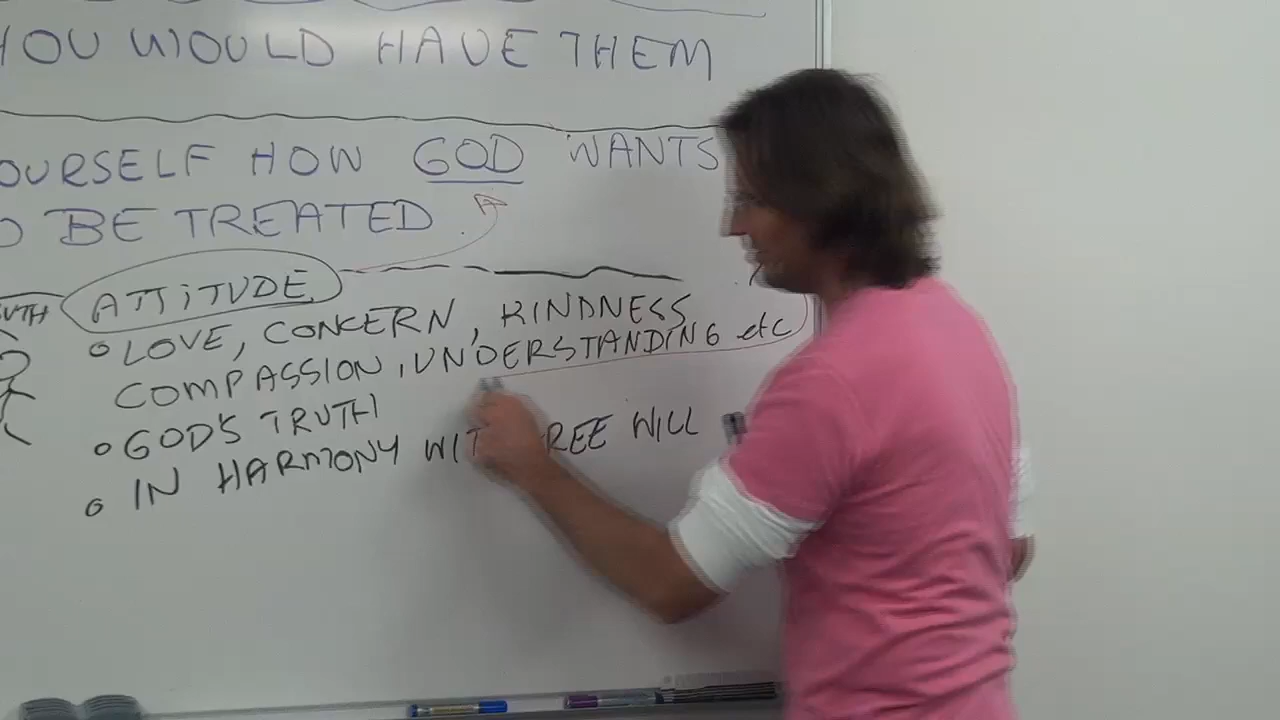 YOU WOULD HAVE THEM
OURSELF HOW GOD WANTS
O BE TREATED
UTH ATTITUDE
LOVE, CONCERN, KINDNESS
COMPASSION, UNDERSTANDING etc
GOD'S TRUTH
IN HARMONY WIT REE WILL